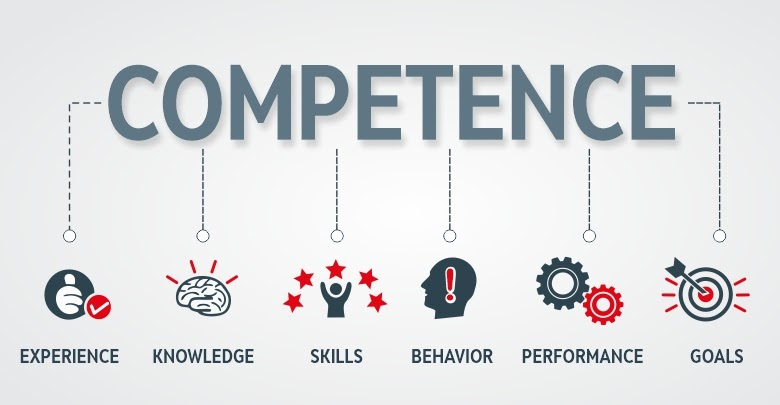 COMPETENCE
EXPERIENCE
KNOWLEDGE
SKILLS
BEHAVIOR
PERFORMANCE
GOALS